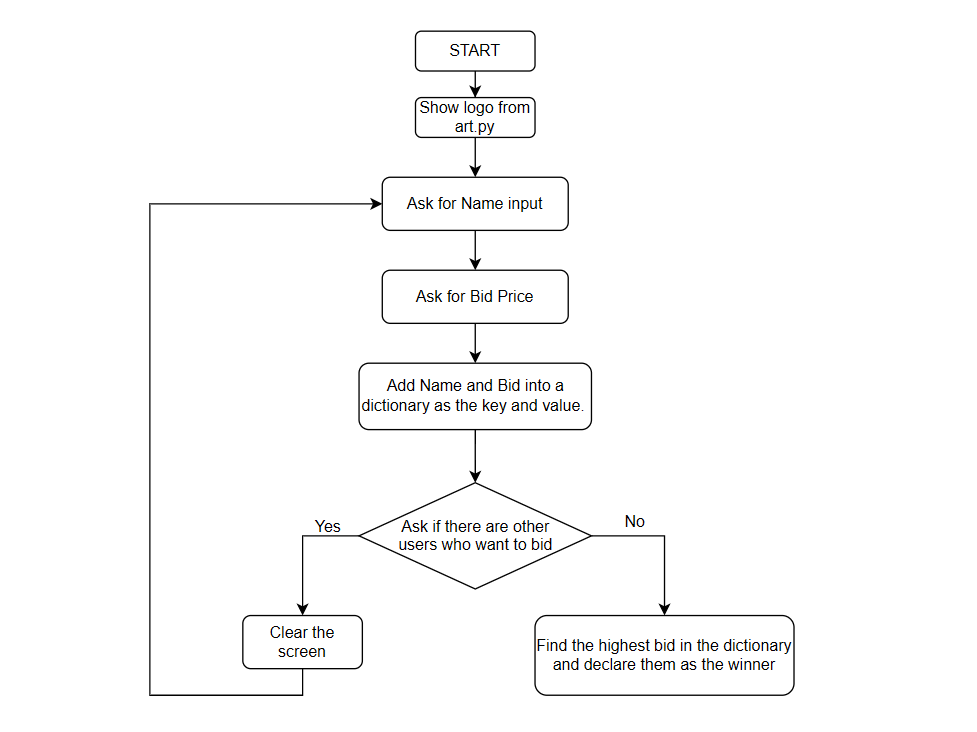 START
Show logo from
art.py
Ask for Name input
Ask for Bid Price
Add Name and Bid into a
dictionary as the key and value.
Ask if there are other
users who want to bid
Yes
No
Clear the
screen
Find the highest bid in the dictionary
and declare them as the winner